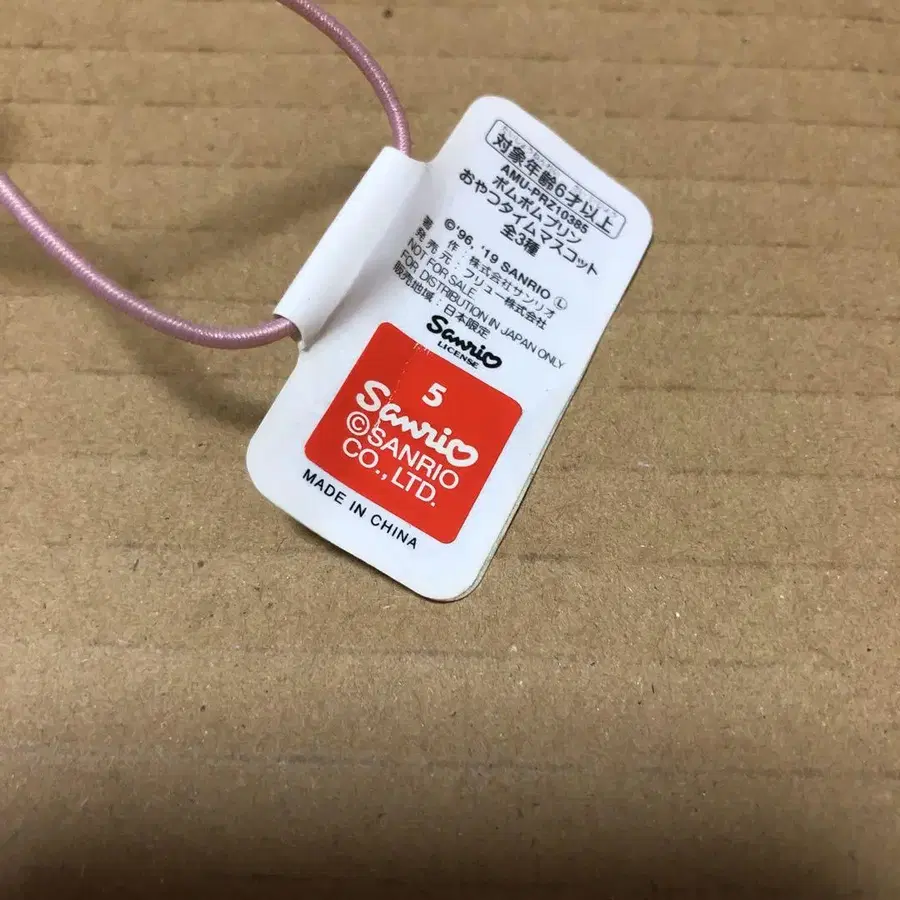 対象年齢6才以上
AMU-PRZ10385
ポムポムプリン
おやつタイムマスコット
全3種
©'96, '19 SANRIO Ⓛ
著作：株式会社サンリオ
発売元：フリュー株式会社
NOT FOR SALE
FOR DISTRIBUTION IN JAPAN ONLY
販売地域：日本限定
Sanrio
LICENSE
5
Sanrio
©SANRIO
CO., LTD.
MADE IN CHINA